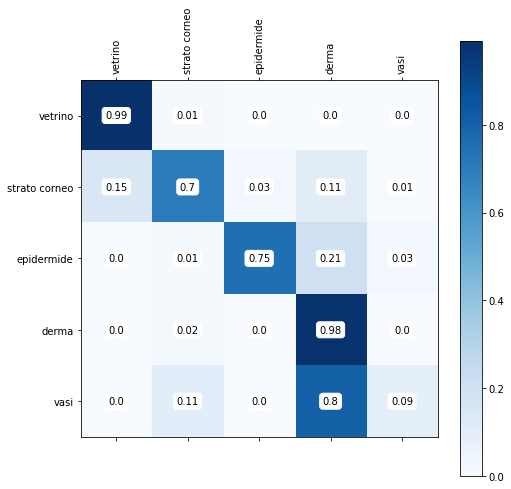 vetrino strato corneo epidermide derma vasi
vetrino 0.99 0.01 0.0 0.0 0.0
strato corneo 0.15 0.7 0.03 0.11 0.01
epidermide 0.0 0.01 0.75 0.21 0.03
derma 0.0 0.02 0.0 0.98 0.0
vasi 0.0 0.11 0.0 0.8 0.09
0.8
0.6
0.4
0.2
0.0